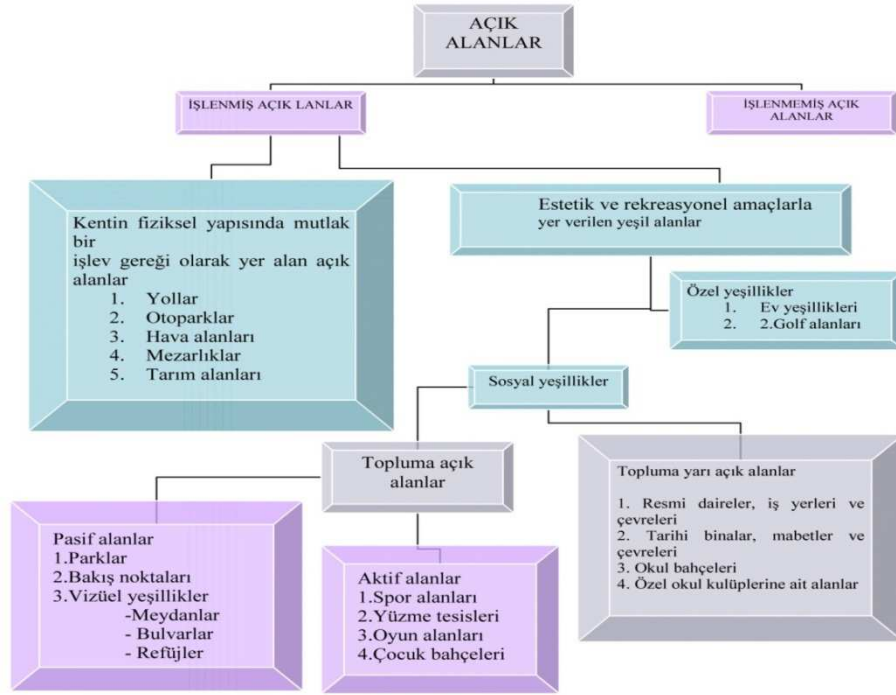 AÇIK
ALANLAR
İŞLENMİŞ AÇIK LANLAR
İŞLENMEMİŞ AÇIK
ALANLAR
Kentin fiziksel yapısında mutlak
bir
işlev gereği olarak yer alan açık
alanlar
1. Yollar
2. Otoparklar
3. Hava alanları
4. Mezarlıklar
5. Tarım alanları
Estetik ve rekreasyonel amaçlarla
yer verilen yeşil alanlar
Özel yeşillikler
1. Ev yeşillikleri
2. 2.Golf alanları
Sosyal yeşillikler
Topluma açık
alanlar
Topluma yarı açık alanlar
1. Resmi daireler, iş yerleri ve
çevreleri
2. Tarihi binalar, mabetler ve
çevreleri
3. Okul bahçeleri
4. Özel okul kulüplerine ait alanlar
Pasif alanlar
1.Parklar
2.Bakış noktaları
3.Vizüel yeşillikler
-Meydanlar
- Bulvarlar
- Refüjler
Aktif alanlar
1.Spor alanları
2.Yüzme tesisleri
3.Oyun alanları
4.Çocuk bahçeleri